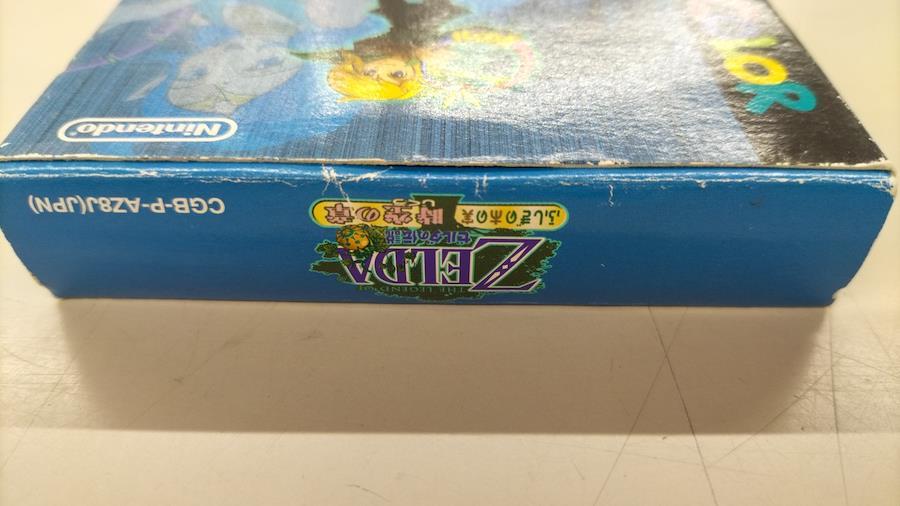 THE LEGEND OF
ZELDA
ゼルダの伝説
ふしぎの木の実 時空の章
CGB-P-AZ8J(JPN)
Nintendo®
COLOR